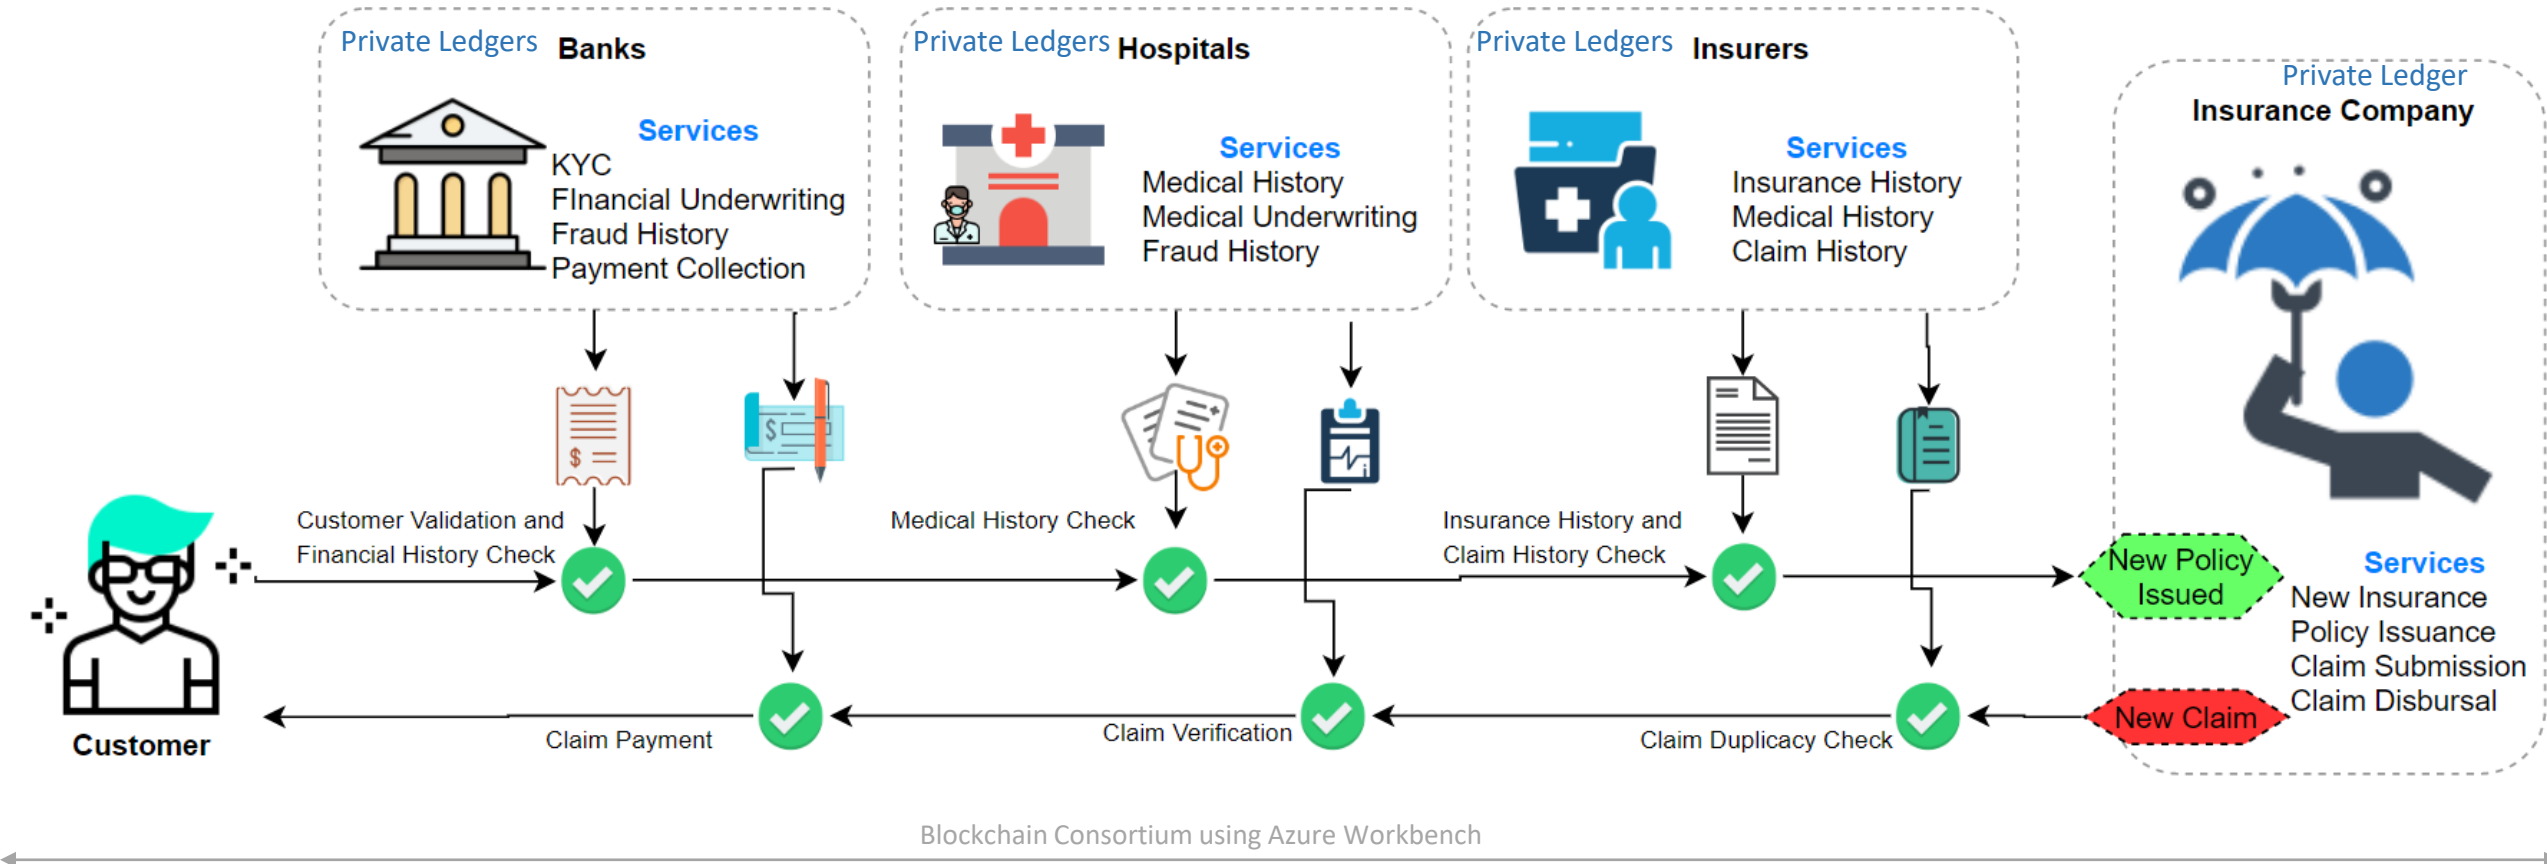 Private Ledgers Banks
Services
KYC
FInancial Underwriting
Fraud History
Payment Collection
Private Ledgers Hospitals
Services
Medical History
Medical Underwriting
Fraud History
Private Ledgers Insurers
Services
Insurance History
Medical History
Claim History
Private Ledger
Insurance Company
$
$
i
Customer Validation and
Financial History Check
Medical History Check
Insurance History and
Claim History Check
New Policy
Issued
Services
New Insurance
Policy Issuance
Claim Submission
Claim Disbursal
New Claim
Claim Duplicacy Check
Claim Verification
Claim Payment
Customer
Blockchain Consortium using Azure Workbench